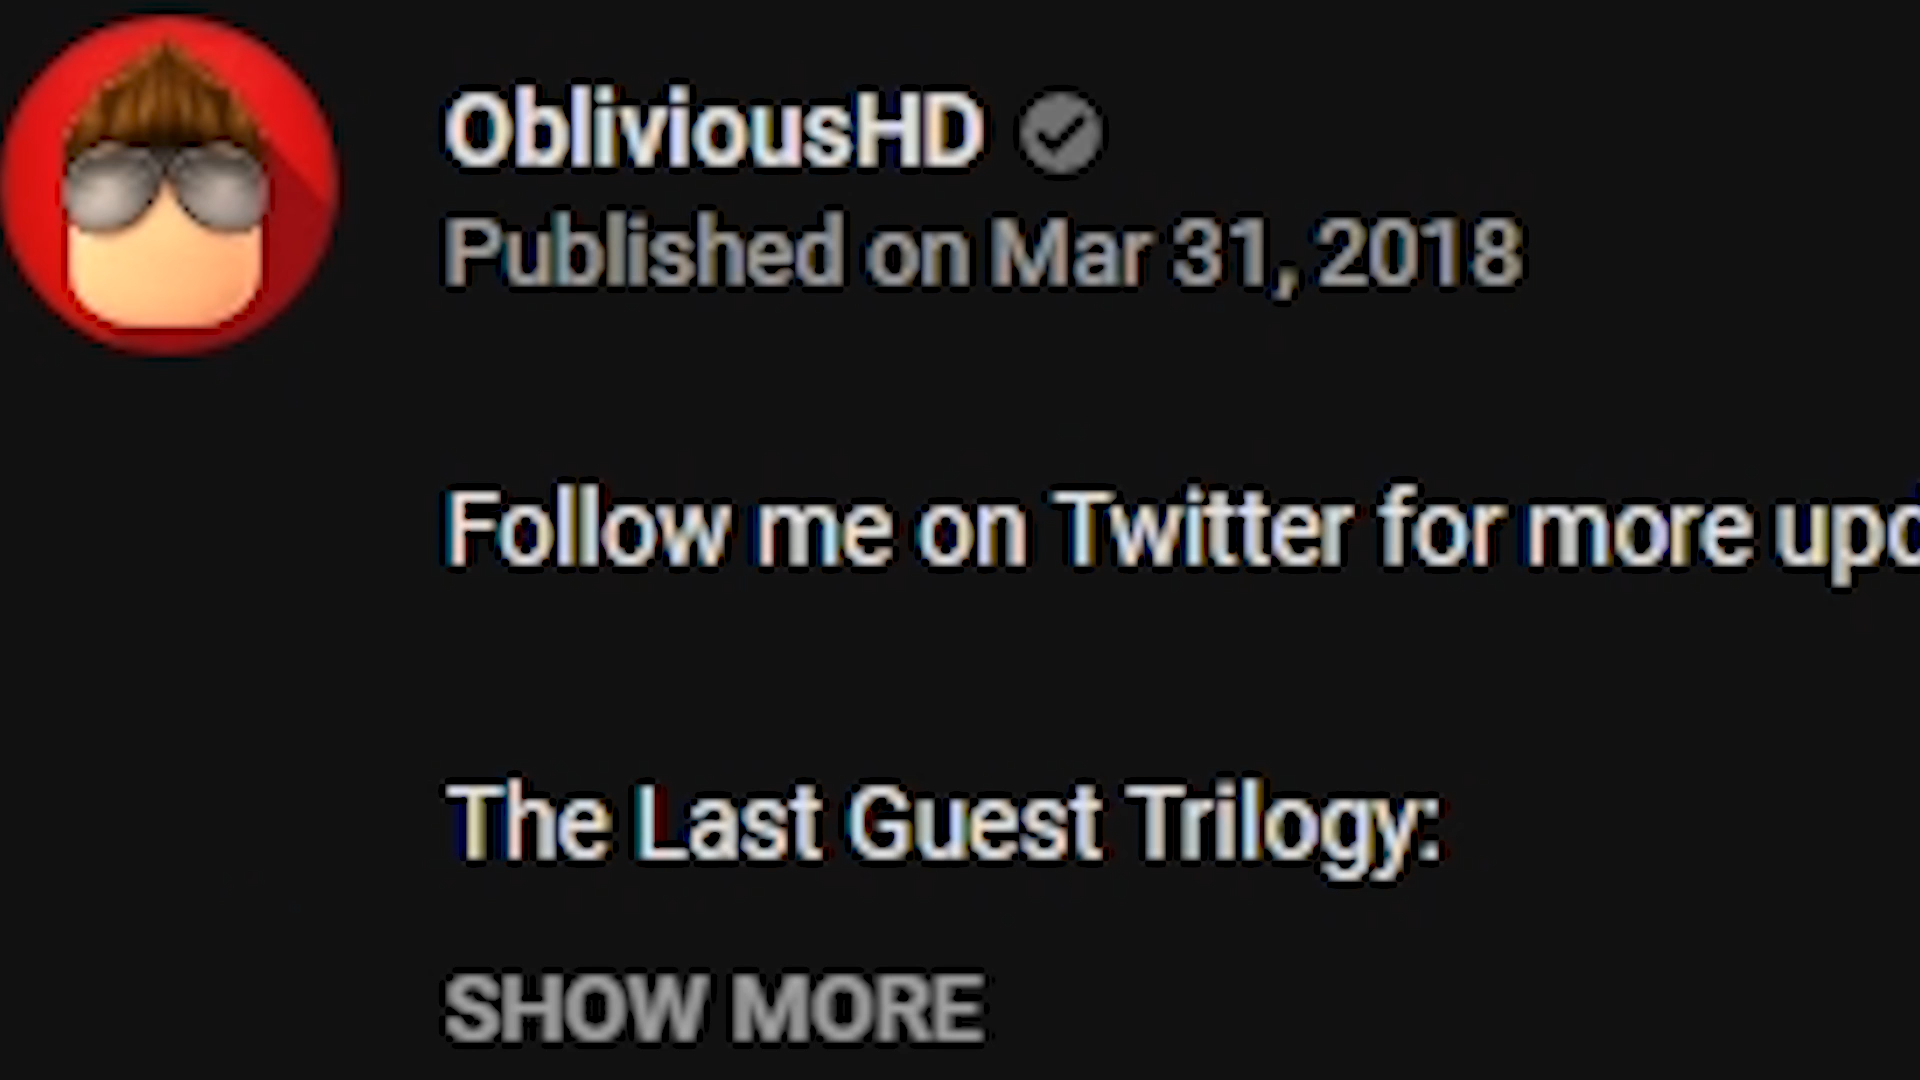 ObliviousHD
Published on Mar 31, 2018
Follow me on Twitter for more
The Last Guest Trilogy:
SHOW MORE